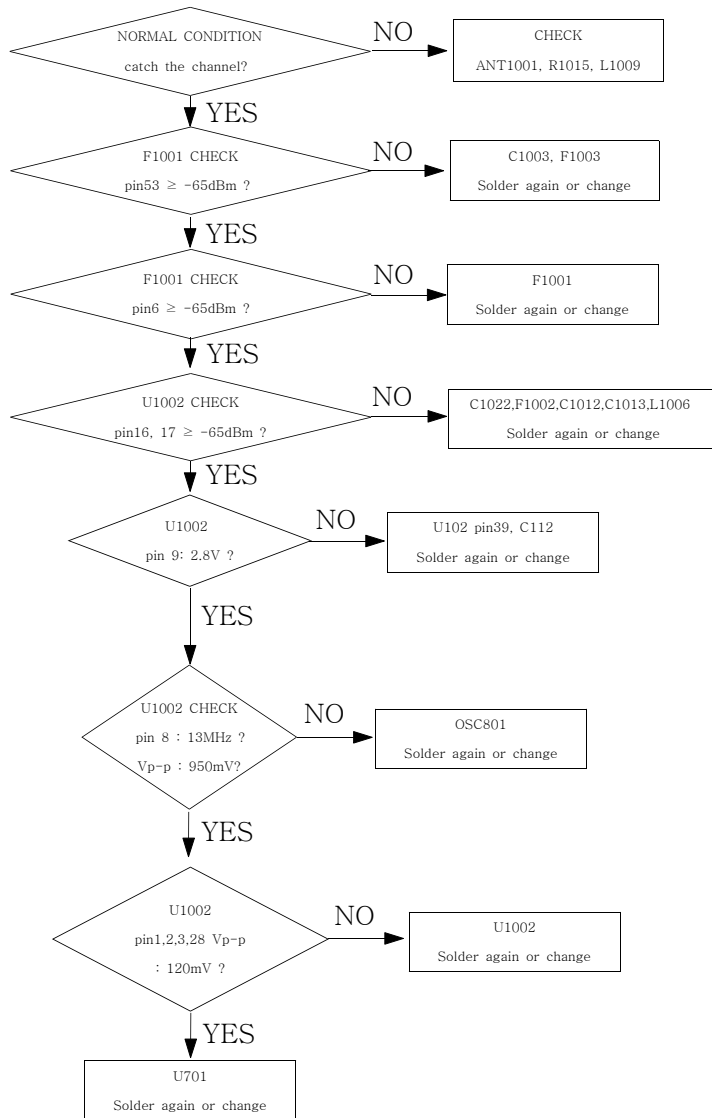 NORMAL CONDITION
catch the channel?
NO
CHECK
ANT1001, R1015, L1009
YES
F1001 CHECK
pin53 ≥ -65dBm ?
NO
C1003, F1003
Solder again or change
YES
F1001 CHECK
pin6 ≥ -65dBm ?
NO
F1001
Solder again or change
YES
U1002 CHECK
pin16, 17 ≥ -65dBm ?
NO
C1022,F1002,C1012,C1013,L1006
Solder again or change
YES
U1002
pin 9: 2.8V ?
NO
U102 pin39, C112
Solder again or change
YES
U1002 CHECK
pin 8 : 13MHz ?
Vp-p : 950mV?
NO
OSC801
Solder again or change
YES
U1002
pin1,2,3,28 Vp-p
: 120mV ?
NO
U1002
Solder again or change
YES
U701
Solder again or change